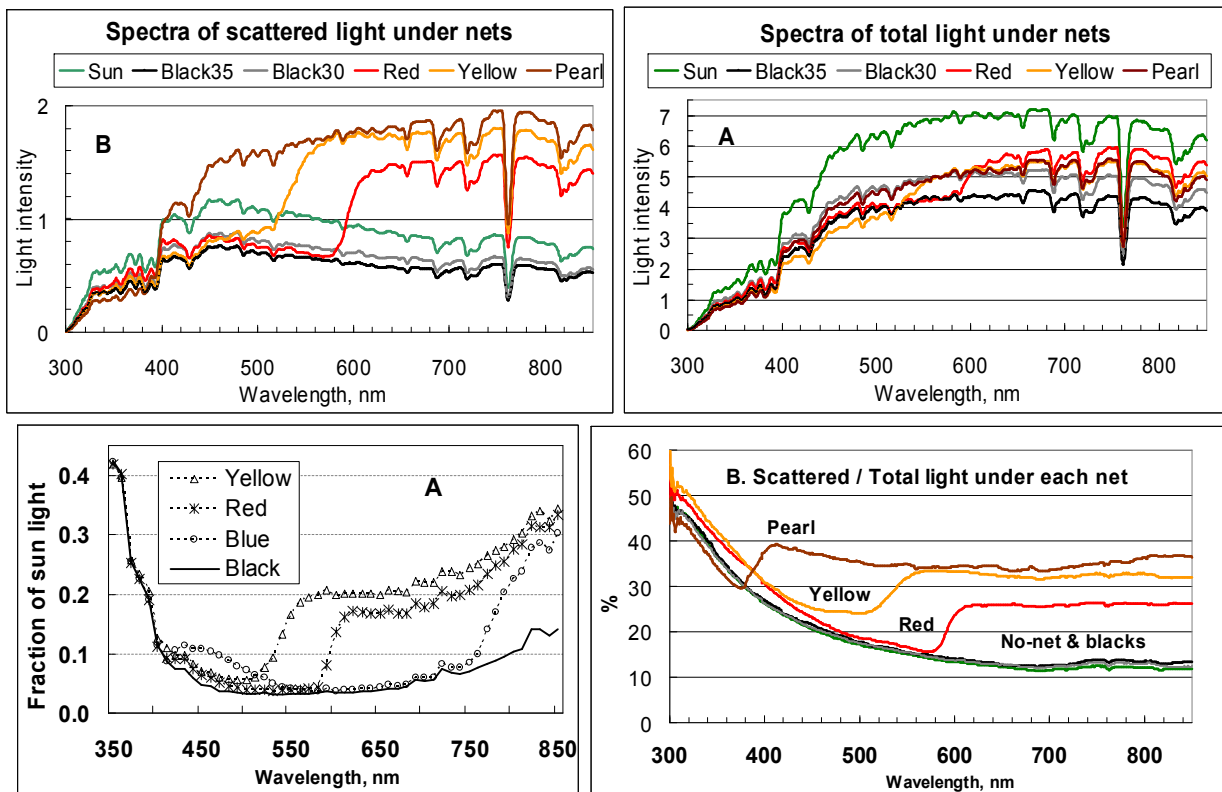 Spectra of scattered light under nets
Sun Black35 Black30 Red Yellow Pearl
B
Light intensity
2
1
0
300 400 500 600 700 800
Wavelength, nm
Spectra of total light under nets
Sun Black35 Black30 Red Yellow Pearl
A
Light intensity
7
6
5
4
3
2
1
0
300 400 500 600 700 800
Wavelength, nm
Fraction of sun light
0.4
0.3
0.2
0.1
0.0
Yellow
Red
Blue
Black
A
350 450 550 650 750 850
Wavelength, nm
B. Scattered / Total light under each net
%
60
50
40
30
20
10
0
Pearl
Yellow
Red
No-net & blacks
300 400 500 600 700 800
Wavelength, nm